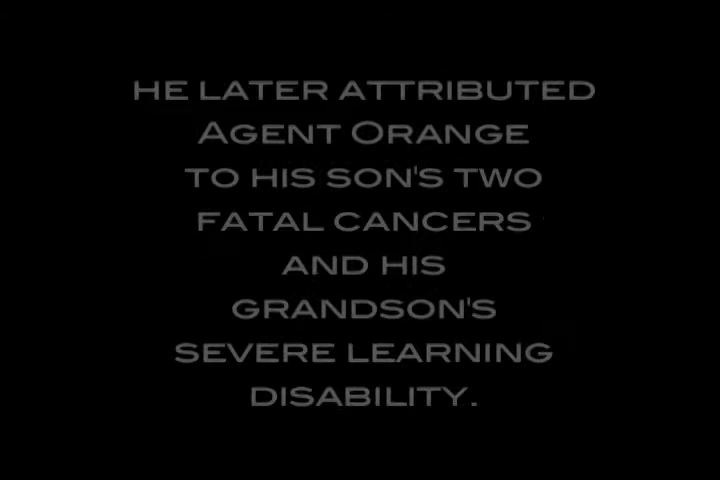 HE LATER ATTRIBUTED
AGENT ORANGE
TO HIS SON'S TWO
FATAL CANCERS
AND HIS
GRANDSON'S
SEVERE LEARNING
DISABILITY.